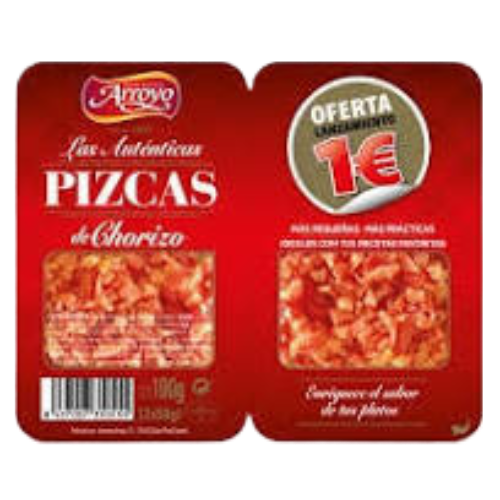 Arroyo
Las Auténticas
PIZCAS
de Chorizo
100g
OFERTA
LANZAMIENTO
1€
MÁS PEQUEÑAS · MÁS PRÁCTICAS
IDEALES CON TUS RECETAS FAVORITAS
Enriquece el sabor
de tus platos